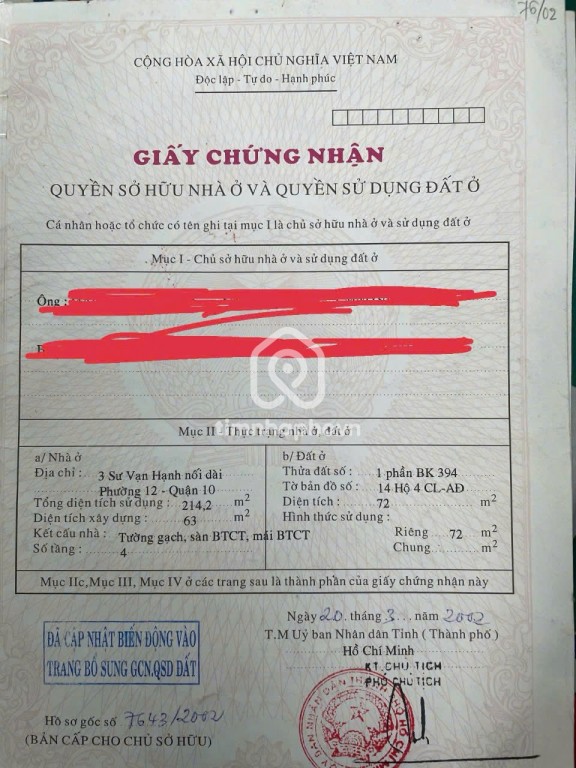 76/02
CỘNG HÒA XÃ HỘI CHỦ NGHĨA VIỆT NAM
Độc lập - Tự do - Hạnh phúc
GIẤY CHỨNG NHẬN
QUYỀN SỞ HỮU NHÀ Ở VÀ QUYỀN SỬ DỤNG ĐẤT Ở
Cá nhân hoặc tổ chức có tên ghi tại mục I là chủ sở hữu nhà ở và sử dụng đất ở
Mục I - Chủ sở hữu nhà ở và sử dụng đất ở
Ông :
Mục II - Thực trạng nhà ở, đất ở
a/ Nhà ở
Địa chỉ : 3 Sư Vạn Hạnh nối dài
Phường 12 - Quận 10
Tổng diện tích sử dụng : 214,2 m2
Diện tích xây dựng : 63 m2
Kết cấu nhà : Tường gạch, sàn BTCT, mái BTCT
Số tầng : 4
b/ Đất ở
Thửa đất số : 1 phần BK 394
Tờ bản đồ số : 14 Hộ 4 CL-AĐ
Diện tích : 72 m2
Hình thức sử dụng :
Riêng : 72 m2
Chung : m2
Mục IIc, Mục III, Mục IV ở các trang sau là thành phần của giấy chứng nhận này
Ngày 20 tháng 3 năm 2002
T.M Uỷ ban Nhân dân Tỉnh ( Thành phố )
Hồ Chí Minh
KT. CHỦ TỊCH
PHÓ CHỦ TỊCH
ĐÃ CẬP NHẬT BIẾN ĐỘNG VÀO
TRANG BỔ SUNG GCN.QSD ĐẤT
Hồ sơ gốc số 7643/2002
(BẢN CẤP CHO CHỦ SỞ HỮU)